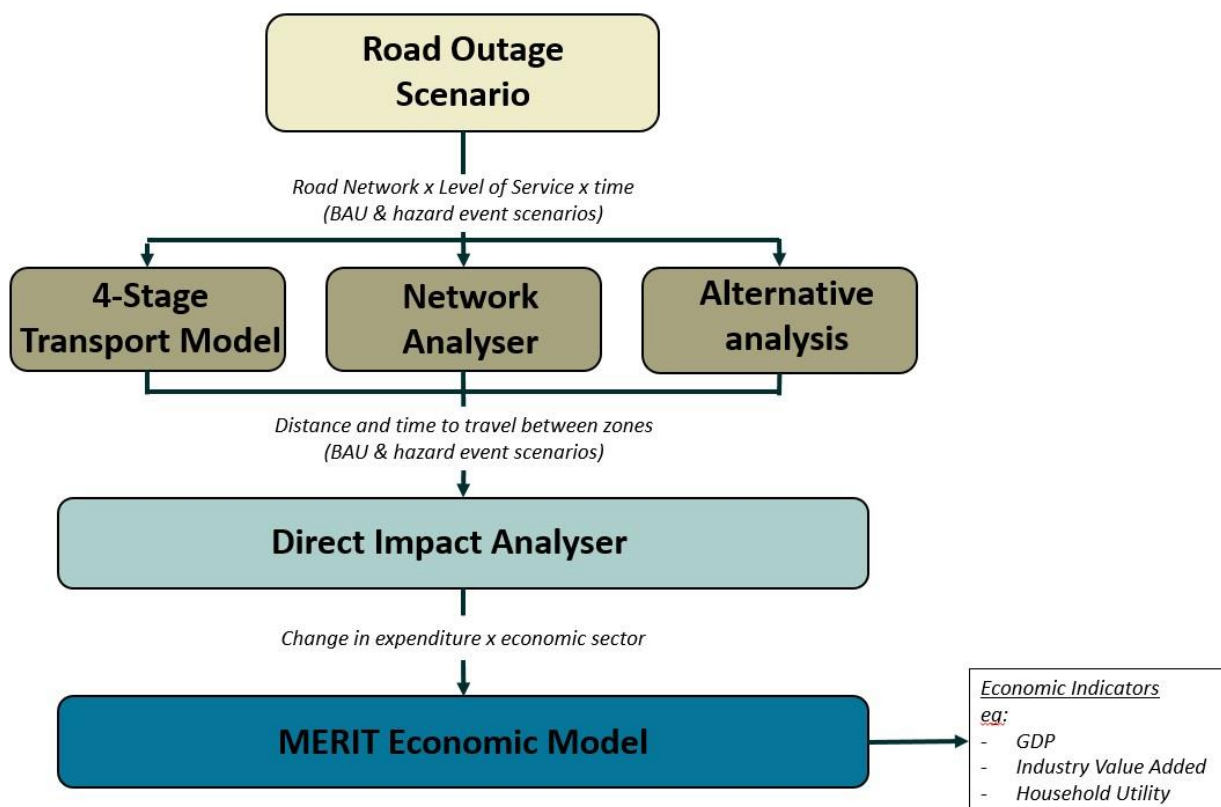 Road Outage
Scenario
Road Network x Level of Service x time
(BAU & hazard event scenarios)
4-Stage
Transport Model
Network
Analyser
Alternative
analysis
Distance and time to travel between zones
(BAU & hazard event scenarios)
Direct Impact Analyser
Change in expenditure x economic sector
MERIT Economic Model
Economic Indicators
eg:
- GDP
- Industry Value Added
- Household Utility